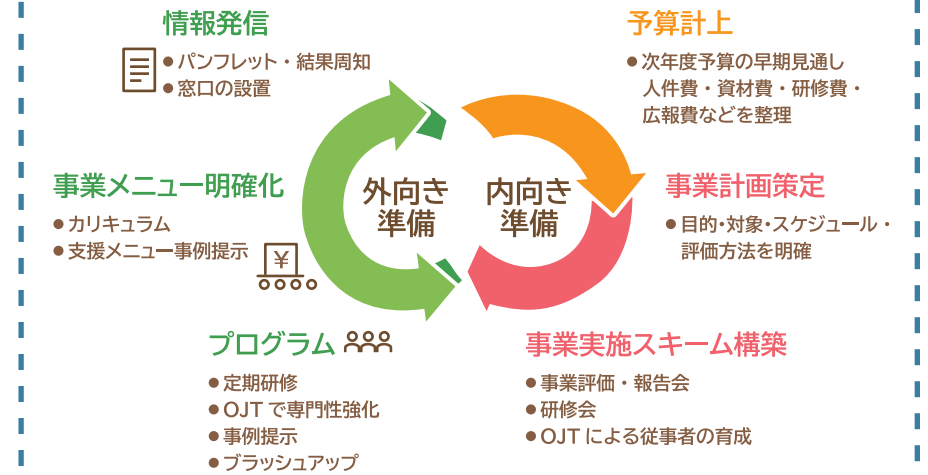 情報発信
●パンフレット・結果周知
●窓口の設置
予算計上
●次年度予算の早期見通し
人件費・資材費・研修費・
広報費などを整理
事業メニュー明確化
●カリキュラム
●支援メニュー事例提示
¥
外向き
準備
内向き
準備
事業計画策定
●目的・対象・スケジュール・
評価方法を明確
プログラム
●定期研修
●OJTで専門性強化
●事例提示
●ブラッシュアップ
事業実施スキーム構築
●事業評価・報告会
●研修会
●OJTによる従事者の育成